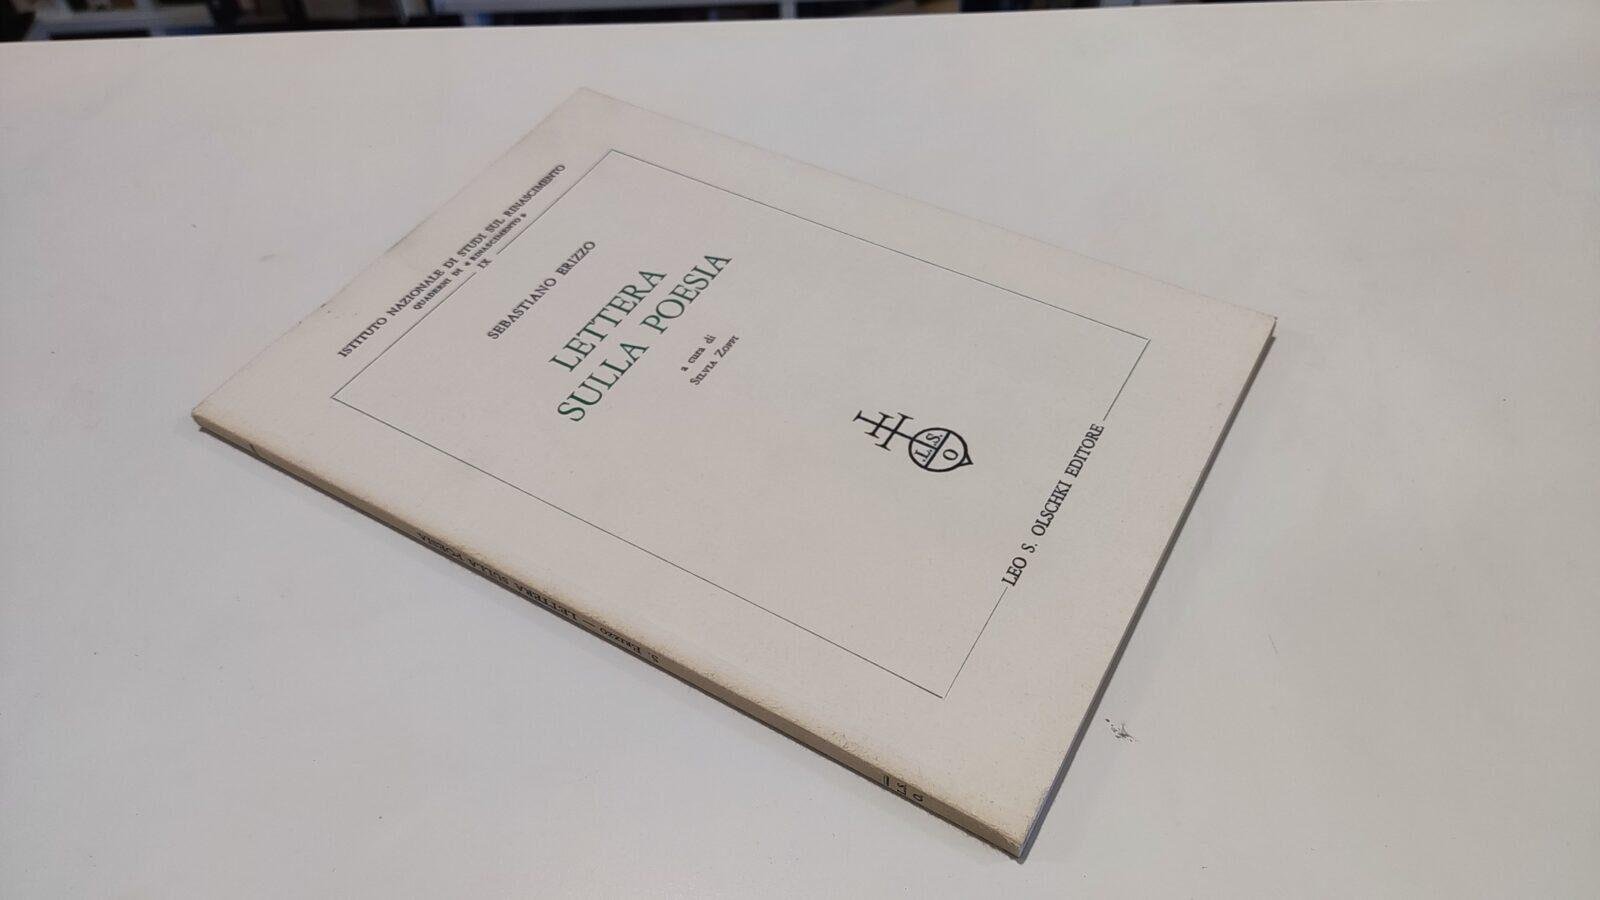 ISTITUTO NAZIONALE DI STUDI SUL RINASCIMENTO
QUADERNI DI « RINASCIMENTO »
IX
SEBASTIANO ERIZZO
LETTERA
SULLA POESIA
a cura di
SILVIA ZOPPI
.L. S.
O
LEO S. OLSCHKI EDITORE
S. ERIZZO — LETTERA SULLA POESIA
L.S.
O